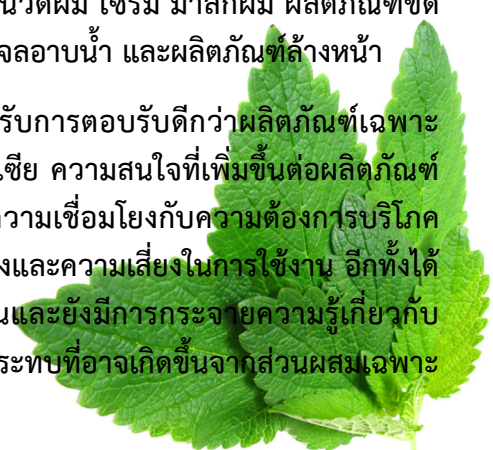 นวดผม เซรั่ม มาส์กผม ผลิตภัณฑ์ขัด
จลอาบน้ำ และผลิตภัณฑ์ล้างหน้า
รับการตอบรับดีกว่าผลิตภัณฑ์เฉพาะ
เซีย ความสนใจที่เพิ่มขึ้นต่อผลิตภัณฑ์
วามเชื่อมโยงกับความต้องการบริโภค
งและความเสี่ยงในการใช้งาน อีกทั้งได้
นและยังมีการกระจายความรู้เกี่ยวกับ
ระทบที่อาจเกิดขึ้นจากส่วนผสมเฉพาะ